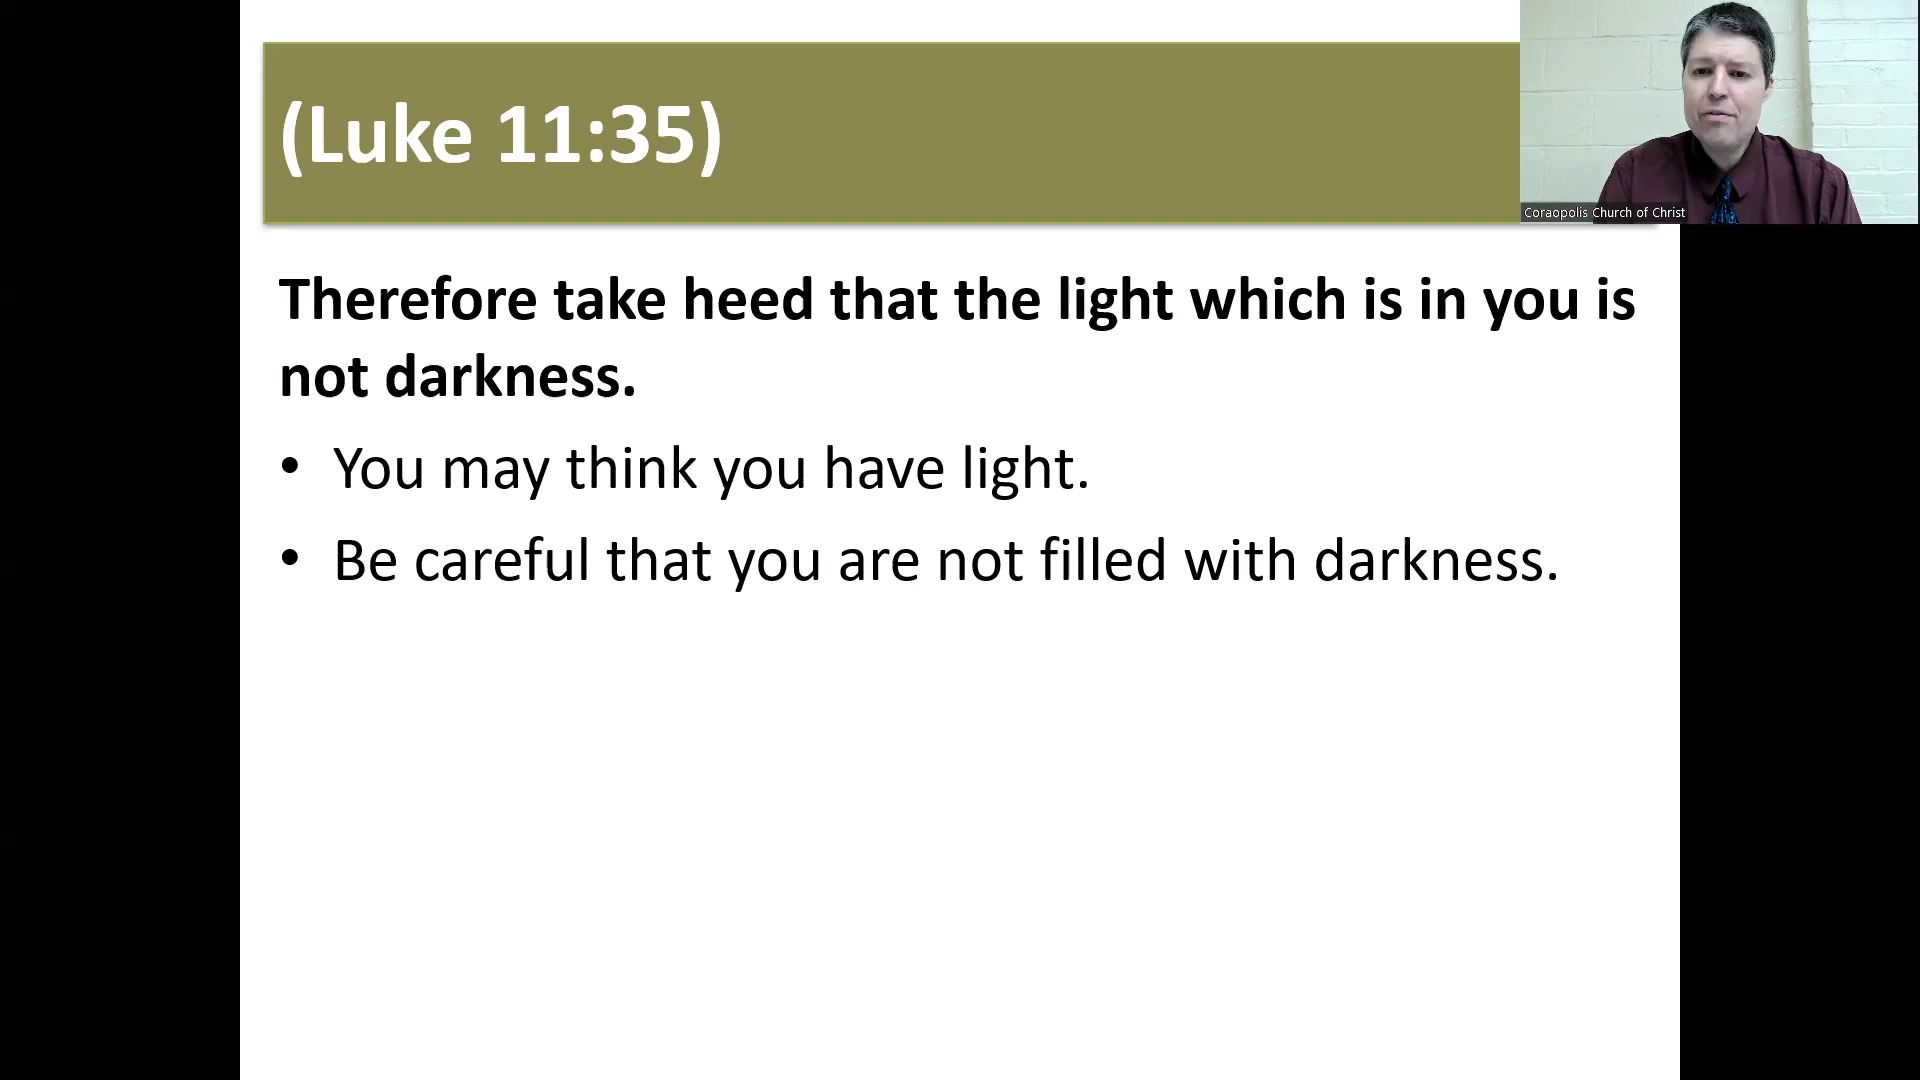 (Luke 11:35)
Coraopolis Church of Christ
Therefore take heed that the light which is in you is
not darkness.
• You may think you have light.
• Be careful that you are not filled with darkness.